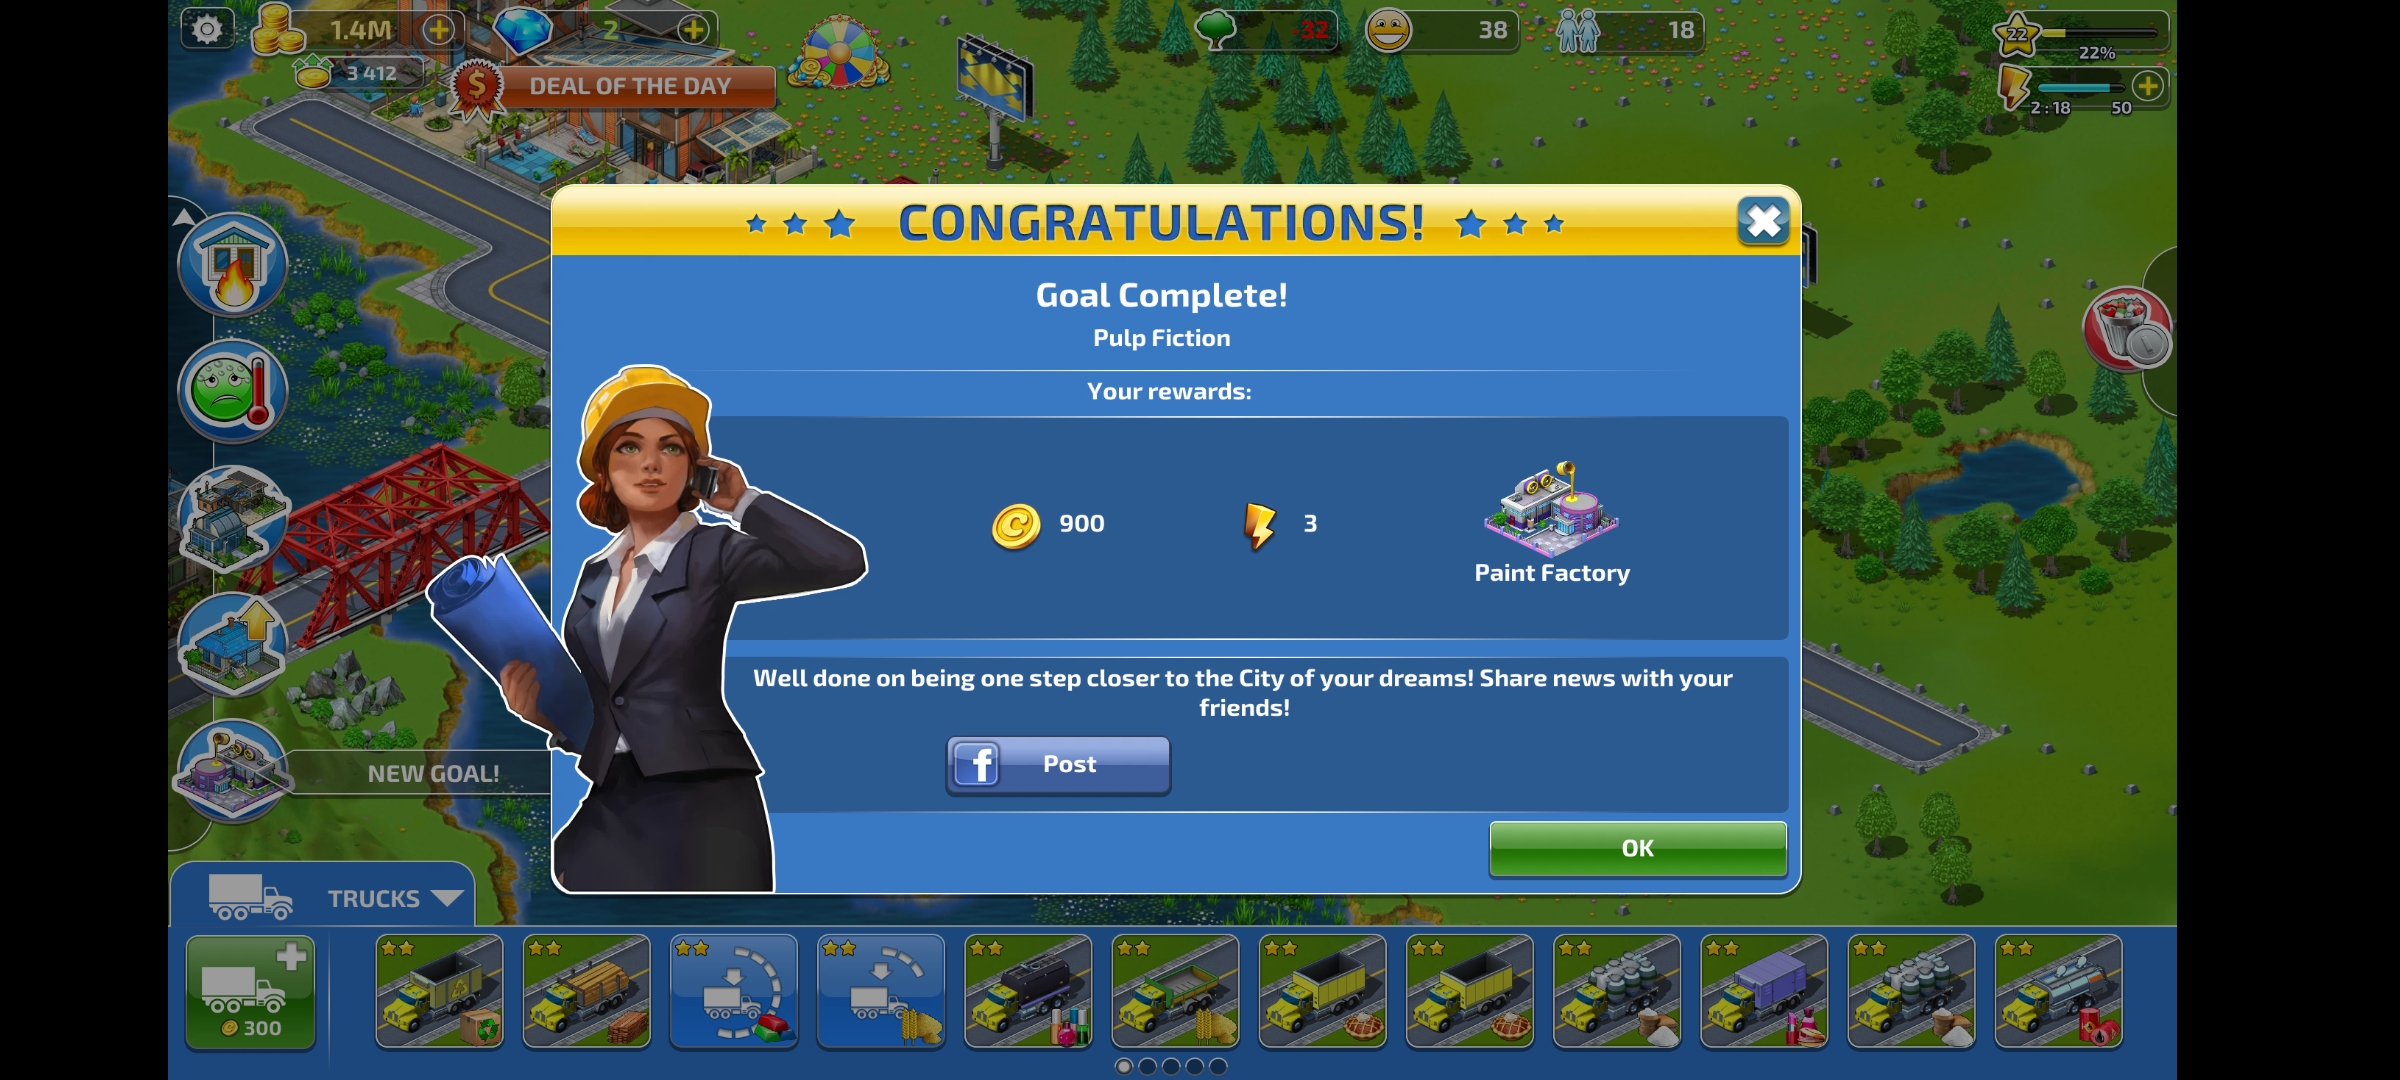 1.4M
2
-32
38
18
22
22%
3 412
DEAL OF THE DAY
2:18
50
CONGRATULATIONS!
Goal Complete!
Pulp Fiction
Your rewards:
900
3
Paint Factory
Well done on being one step closer to the City of your dreams! Share news with your
friends!
f Post
NEW GOAL!
OK
TRUCKS
300